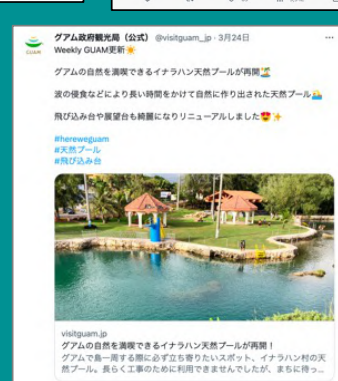 グアム政府観光局（公式） @visitguam_jp · 3月24日
GUAM
Weekly GUAM更新☀️
グアムの自然を満喫できるイナラハン天然プールが再開🏝️
波の侵食などにより長い時間をかけて自然に作り出された天然プール🏊
飛び込み台や展望台も綺麗になりリニューアルしました😍✨
#hereweguam
#天然プール
#飛び込み台
visitguam.jp
グアムの自然を満喫できるイナラハン天然プールが再開！
グアムで島一周する際に必ず立ち寄りたいスポット、イナラハン村の天
然プール。長らく工事のために利用できませんでしたが、まちに待っ...